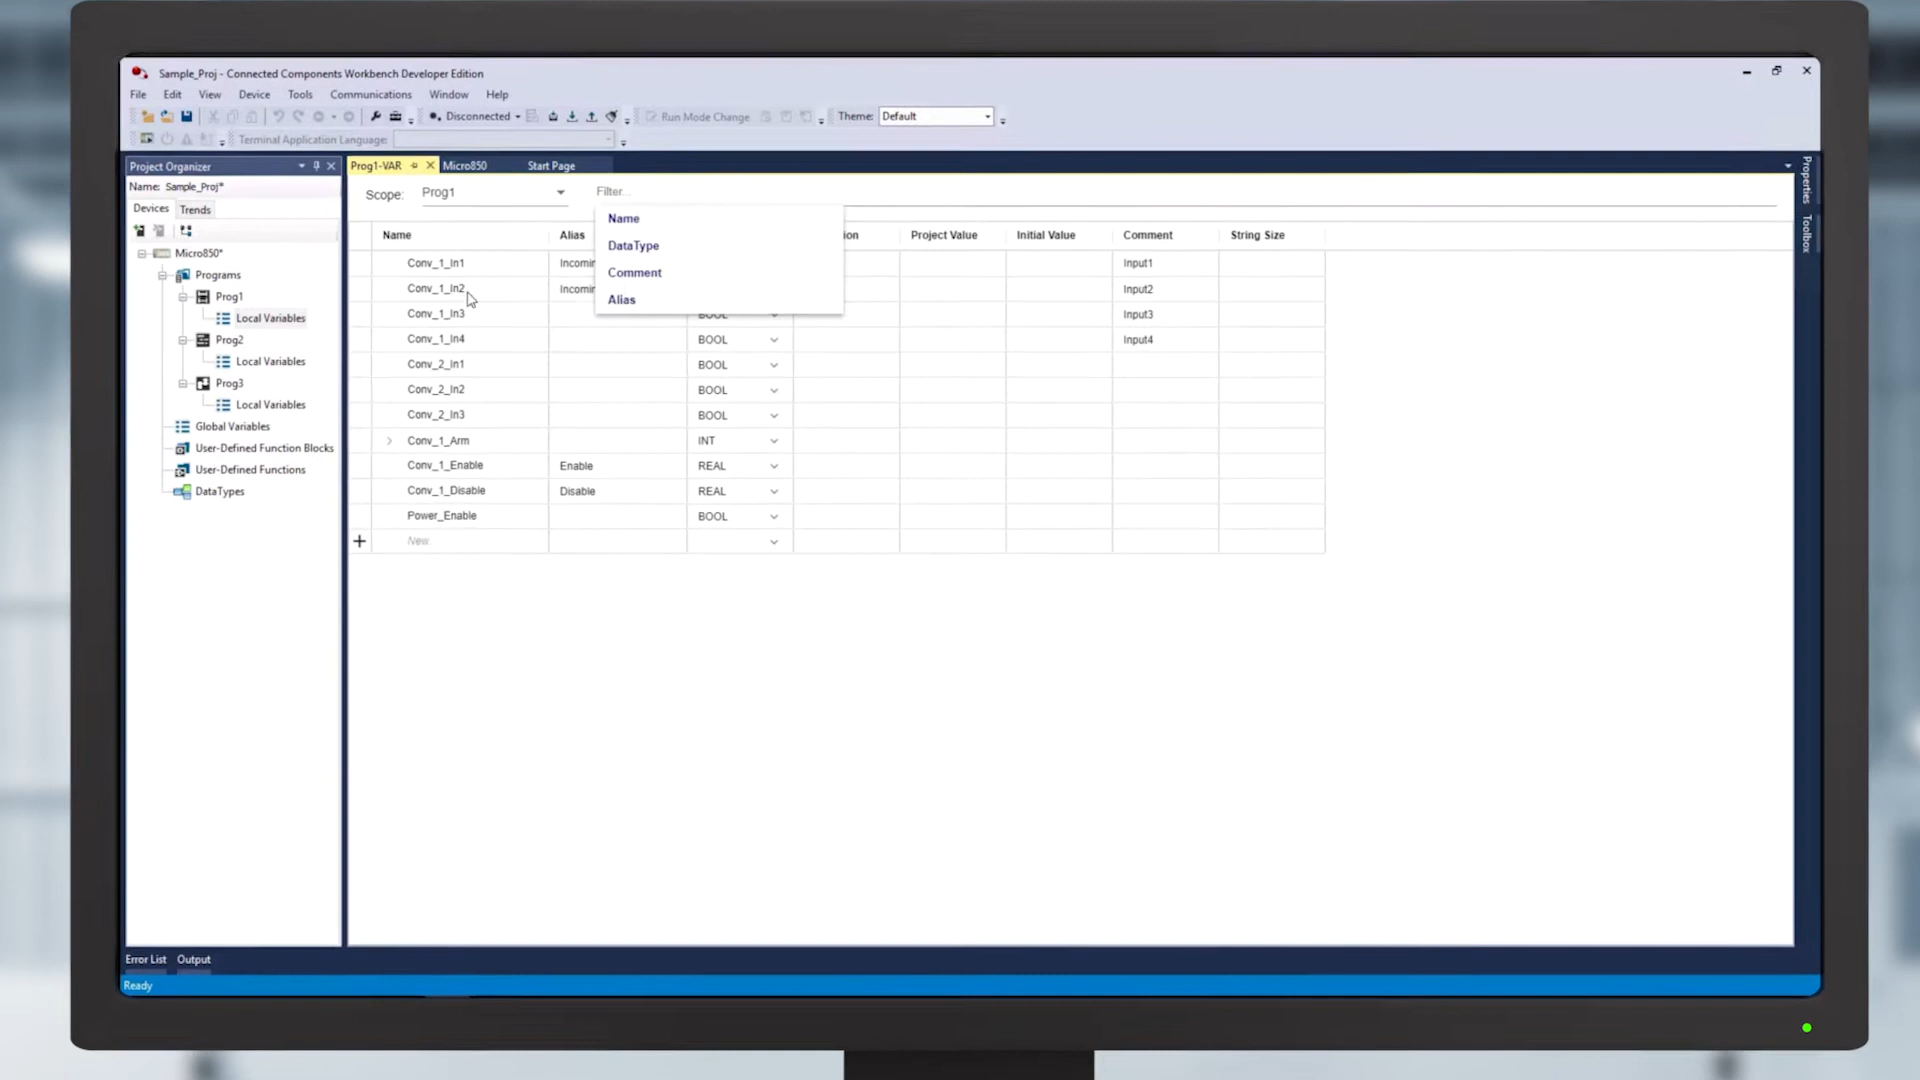 Sample_Proj - Connected Components Workbench Developer Edition
File Edit View Device Tools Communications Window Help
Disconnected Run Mode Change Theme: Default
Terminal Application Language:
Project Organizer
Name: Sample_Proj*
Devices Trends
Micro850*
Programs
Prog1
Local Variables
Prog2
Local Variables
Prog3
Local Variables
Global Variables
User-Defined Function Blocks
User-Defined Functions
DataTypes
Prog1-VAR Micro850 Start Page
Scope: Prog1 Filter...
Name
DataType
Comment
Alias
Name Alias ion Project Value Initial Value Comment String Size
Conv_1_In1 Incomin Input1
Conv_1_In2 Incomin Input2
Conv_1_In3 BOOL Input3
Conv_1_In4 BOOL Input4
Conv_2_In1 BOOL
Conv_2_In2 BOOL
Conv_2_In3 BOOL
Conv_1_Arm INT
Conv_1_Enable Enable REAL
Conv_1_Disable Disable REAL
Power_Enable BOOL
New
Properties
Toolbox
Error List Output
Ready